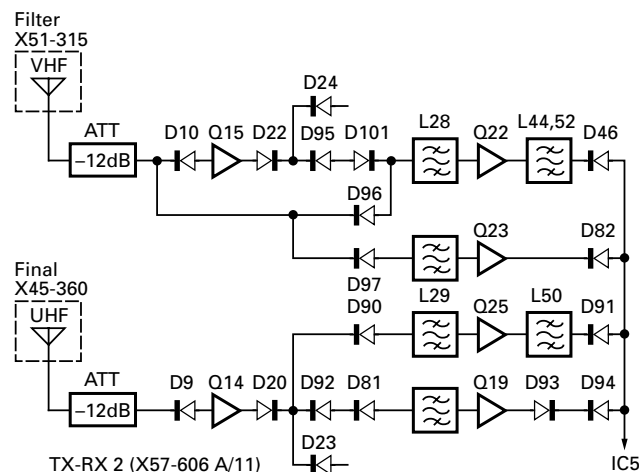 Filter
X51-315
VHF
D24
ATT
D10
Q15
D22
D95
D101
L28
Q22
L44,52
D46
–12dB
D96
Q23
D82
D97
Final
X45-360
D90
L29
Q25
L50
D91
UHF
ATT
D9
Q14
D20
D92
D81
Q19
D93
D94
–12dB
D23
TX-RX 2 (X57-606 A/11)
IC5